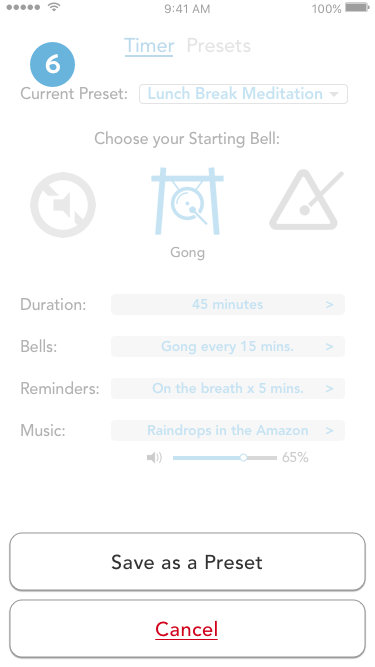 9:41 AM
100%
6
Timer Presets
Current Preset: Lunch Break Meditation
Choose your Starting Bell:
Gong
Duration: 45 minutes >
Bells: Gong every 15 mins. >
Reminders: On the breath x 5 mins. >
Music: Raindrops in the Amazon >
65%
Save as a Preset
Cancel